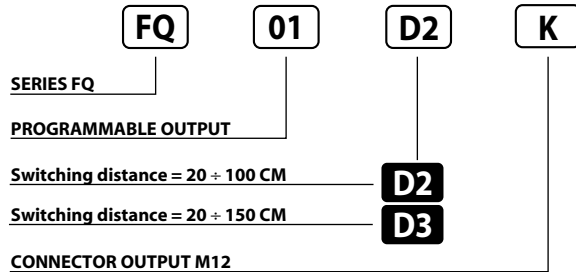 FQ 01 D2 K
SERIES FQ
PROGRAMMABLE OUTPUT
Switching distance = 20 ÷ 100 CM D2
Switching distance = 20 ÷ 150 CM D3
CONNECTOR OUTPUT M12